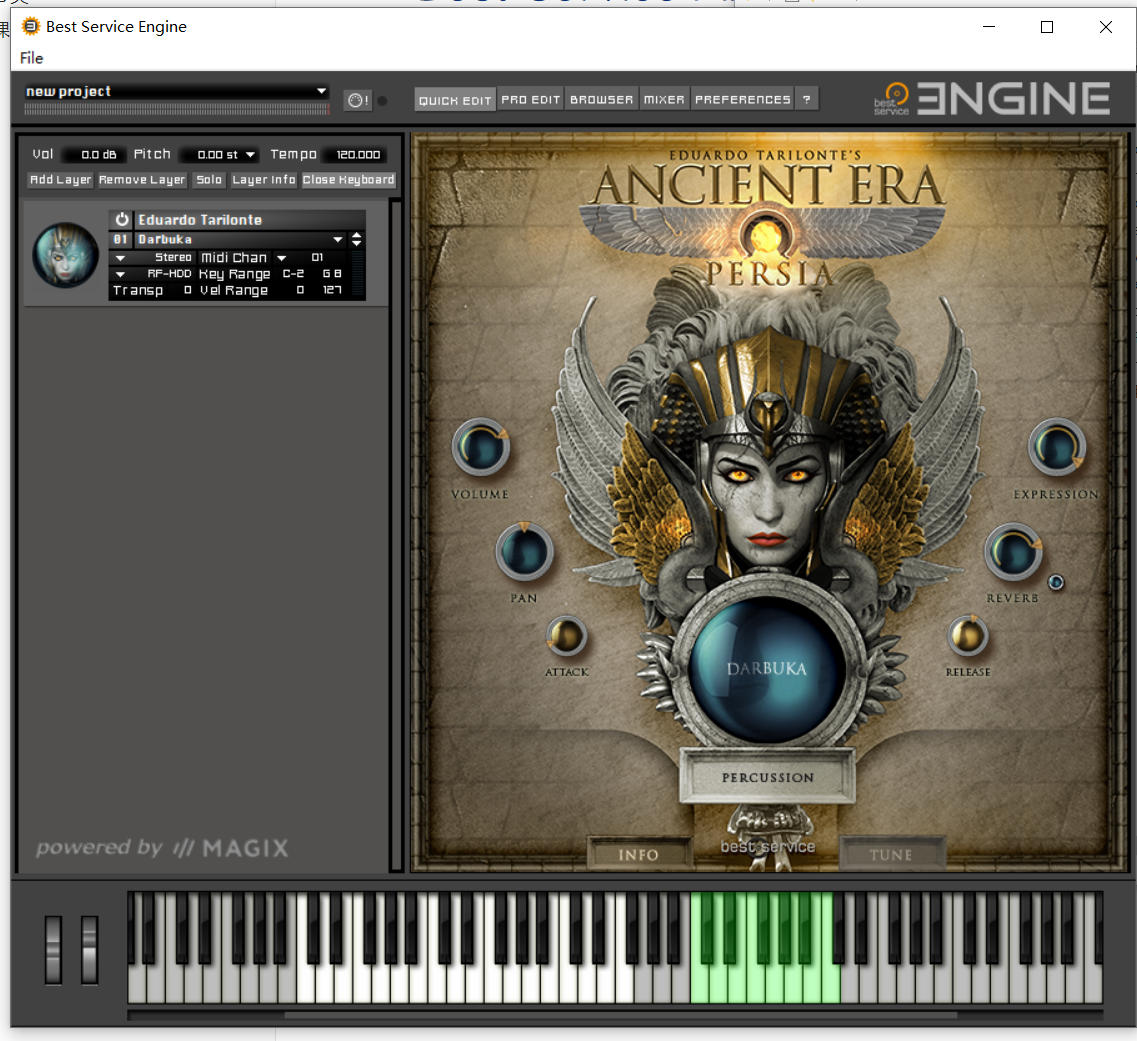 Best Service Engine
File
new project
!
QUICK EDIT PRO EDIT BROWSER MIXER PREFERENCES ?
best service ENGINE
Vol 0.0 dB Pitch 0.00 st Tempo 120.000
Add Layer Remove Layer Solo Layer Info Close Keyboard
Eduardo Tarilonte
01 Darbuka
Stereo Midi Chan 01
RF-HDD Key Range C-2 G 8
Transp 0 Vel Range 0 127
EDUARDO TARILONTE'S
ANCIENT ERA
PERSIA
VOLUME
EXPRESSION
PAN
REVERB
ATTACK
RELEASE
DARBUKA
PERCUSSION
best service
INFO
TUNE
powered by MAGIX